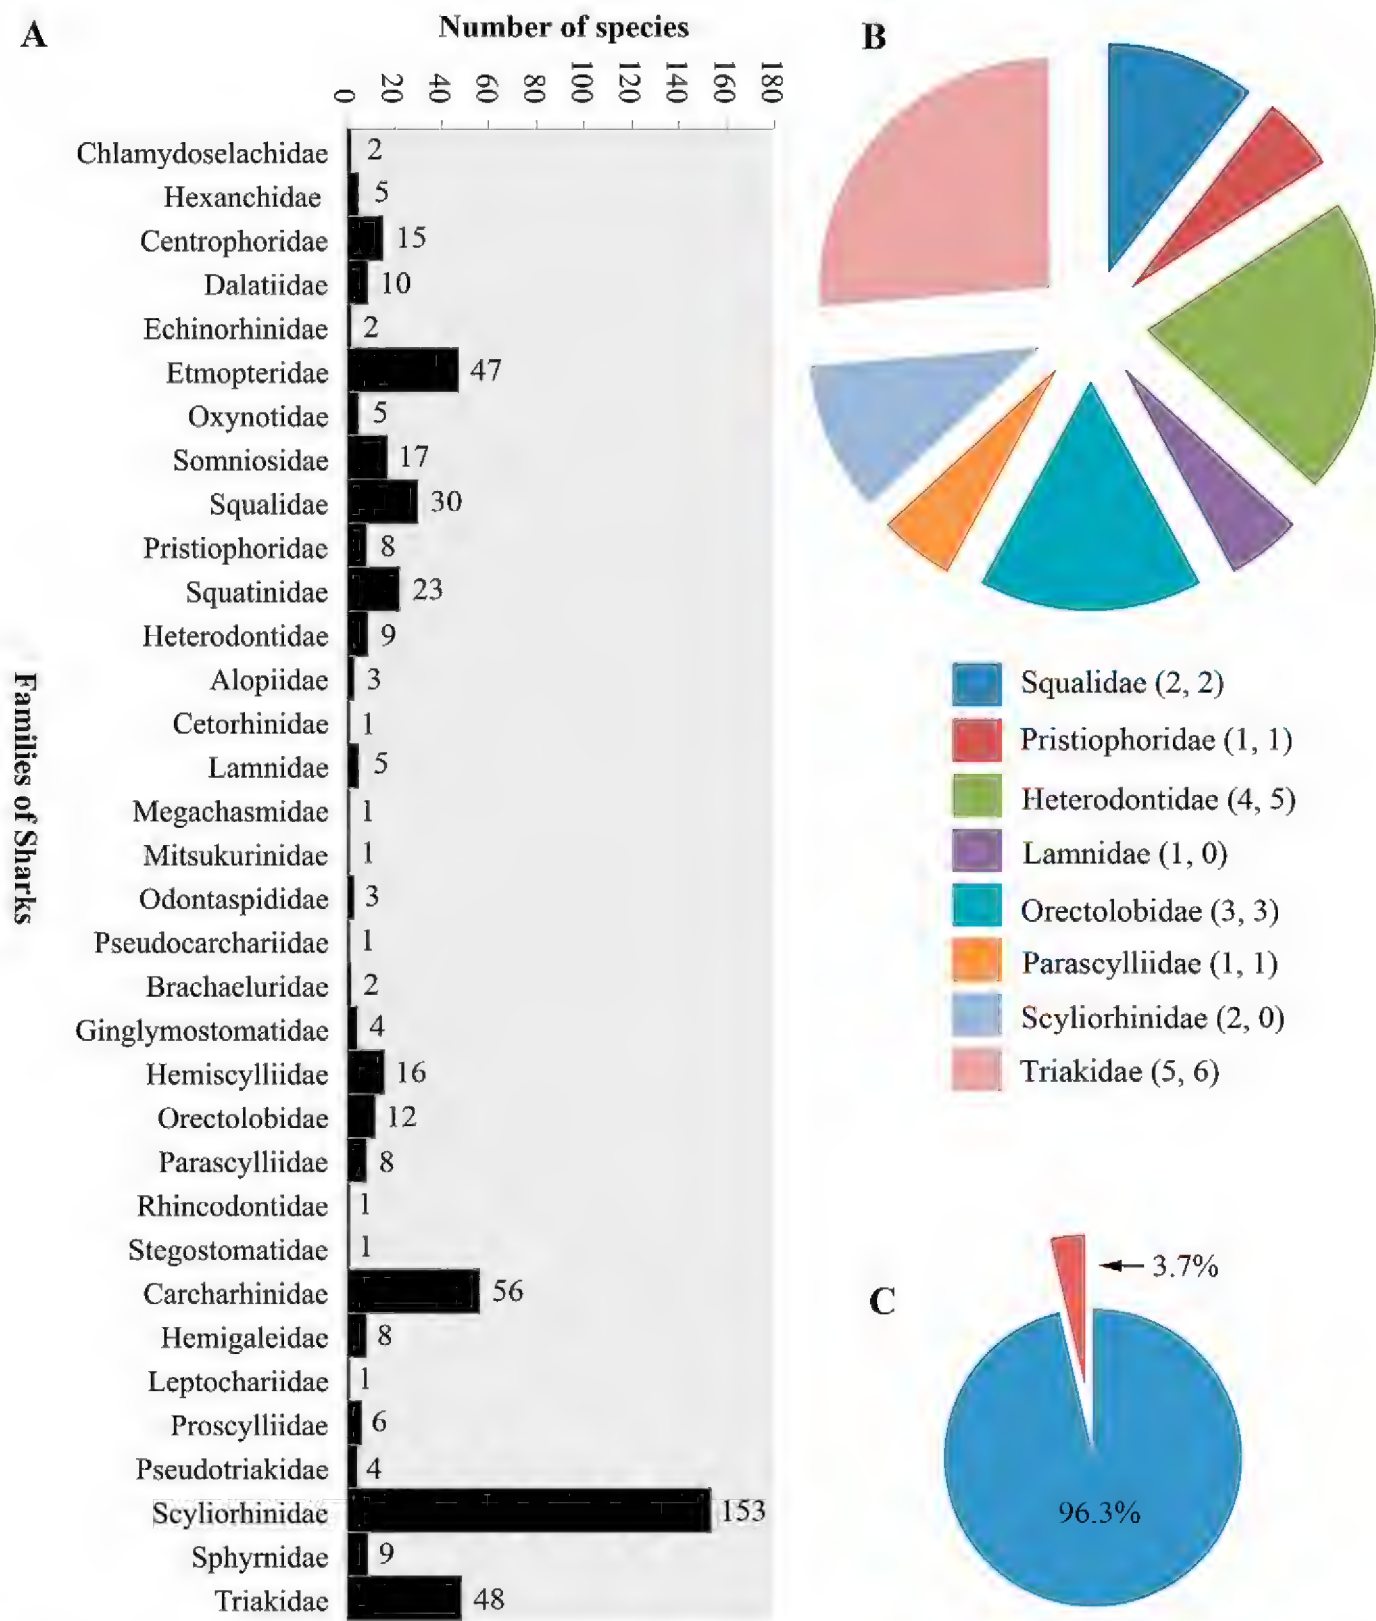 A
Number of species
0 20 40 60 80 100 120 140 160 180
Chlamydoselachidae 2
Hexanchidae 5
Centrophoridae 15
Dalatiidae 10
Echinorhinidae 2
Etmopteridae 47
Oxynotidae 5
Somniosidae 17
Squalidae 30
Pristiophoridae 8
Squatinidae 23
Heterodontidae 9
Alopiidae 3
Cetorhinidae 1
Lamnidae 5
Megachasmidae 1
Mitsukurinidae 1
Odontaspididae 3
Pseudocarchariidae 1
Brachaeluridae 2
Ginglymostomatidae 4
Hemiscylliidae 16
Orectolobidae 12
Parascylliidae 8
Rhincodontidae 1
Stegostomatidae 1
Carcharhinidae 56
Hemigaleidae 8
Leptochariidae 1
Proscylliidae 6
Pseudotriakidae 4
Scyliorhinidae 153
Sphyrnidae 9
Triakidae 48
Families of Sharks
B
Squalidae (2, 2)
Pristiophoridae (1, 1)
Heterodontidae (4, 5)
Lamnidae (1, 0)
Orectolobidae (3, 3)
Parascylliidae (1, 1)
Scyliorhinidae (2, 0)
Triakidae (5, 6)
C
3.7%
96.3%